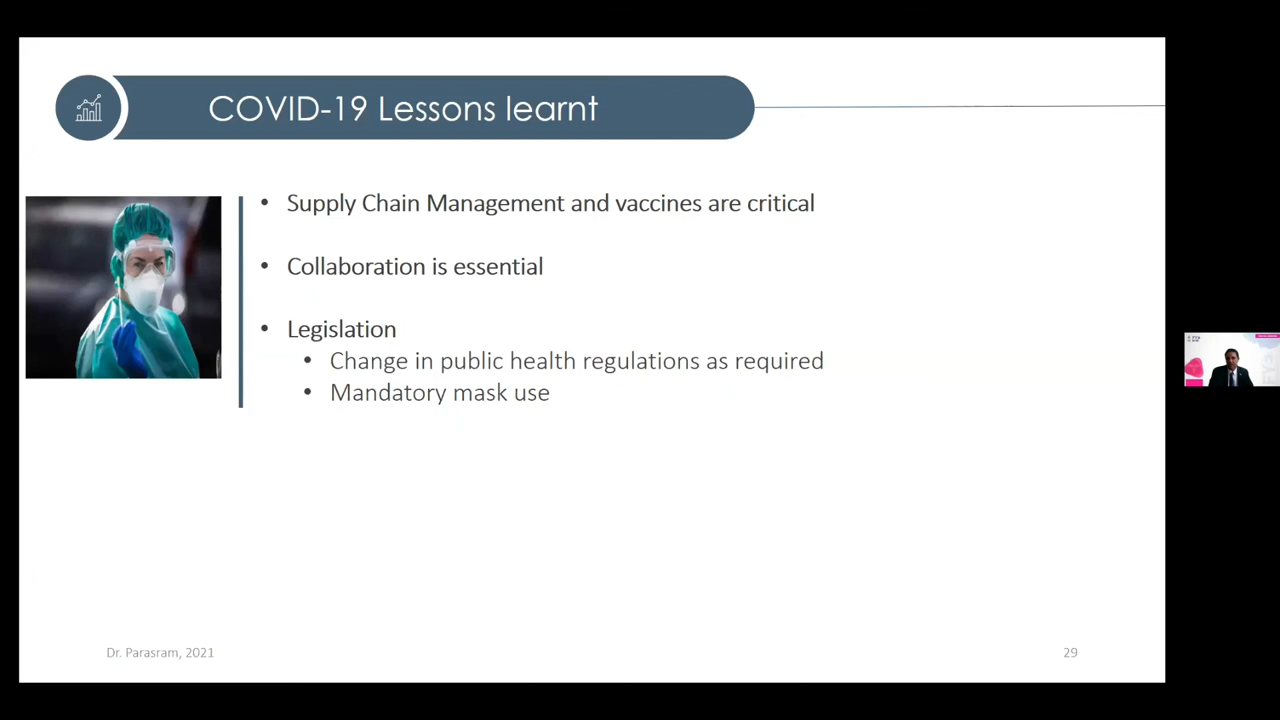 COVID-19 Lessons learnt
• Supply Chain Management and vaccines are critical
• Collaboration is essential
• Legislation
• Change in public health regulations as required
• Mandatory mask use
Dr. Parasram, 2021
29